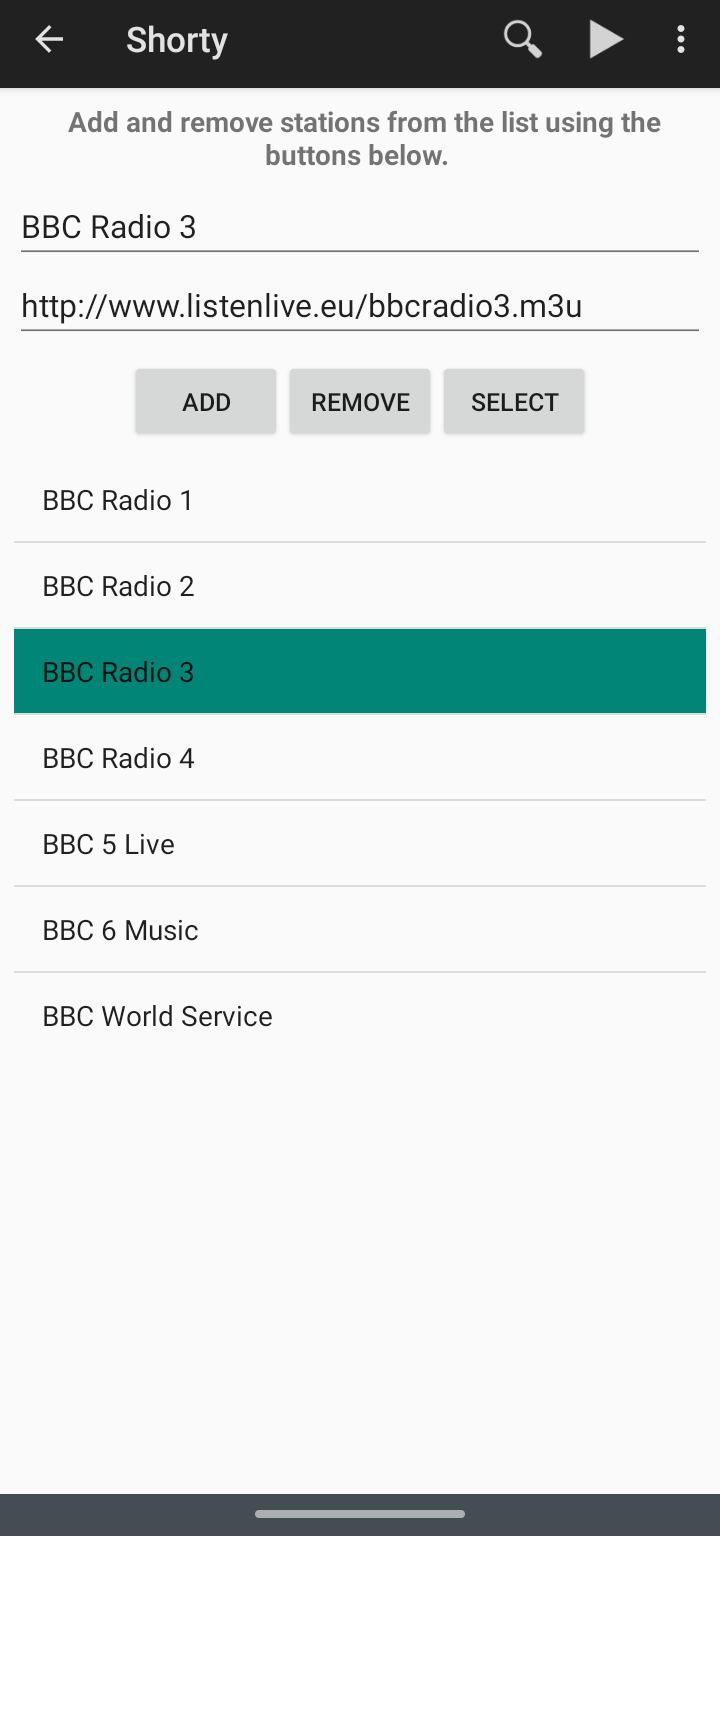 Shorty
Add and remove stations from the list using the
buttons below.
BBC Radio 3
http://www.listenlive.eu/bbcradio3.m3u
ADD REMOVE SELECT
BBC Radio 1
BBC Radio 2
BBC Radio 3
BBC Radio 4
BBC 5 Live
BBC 6 Music
BBC World Service